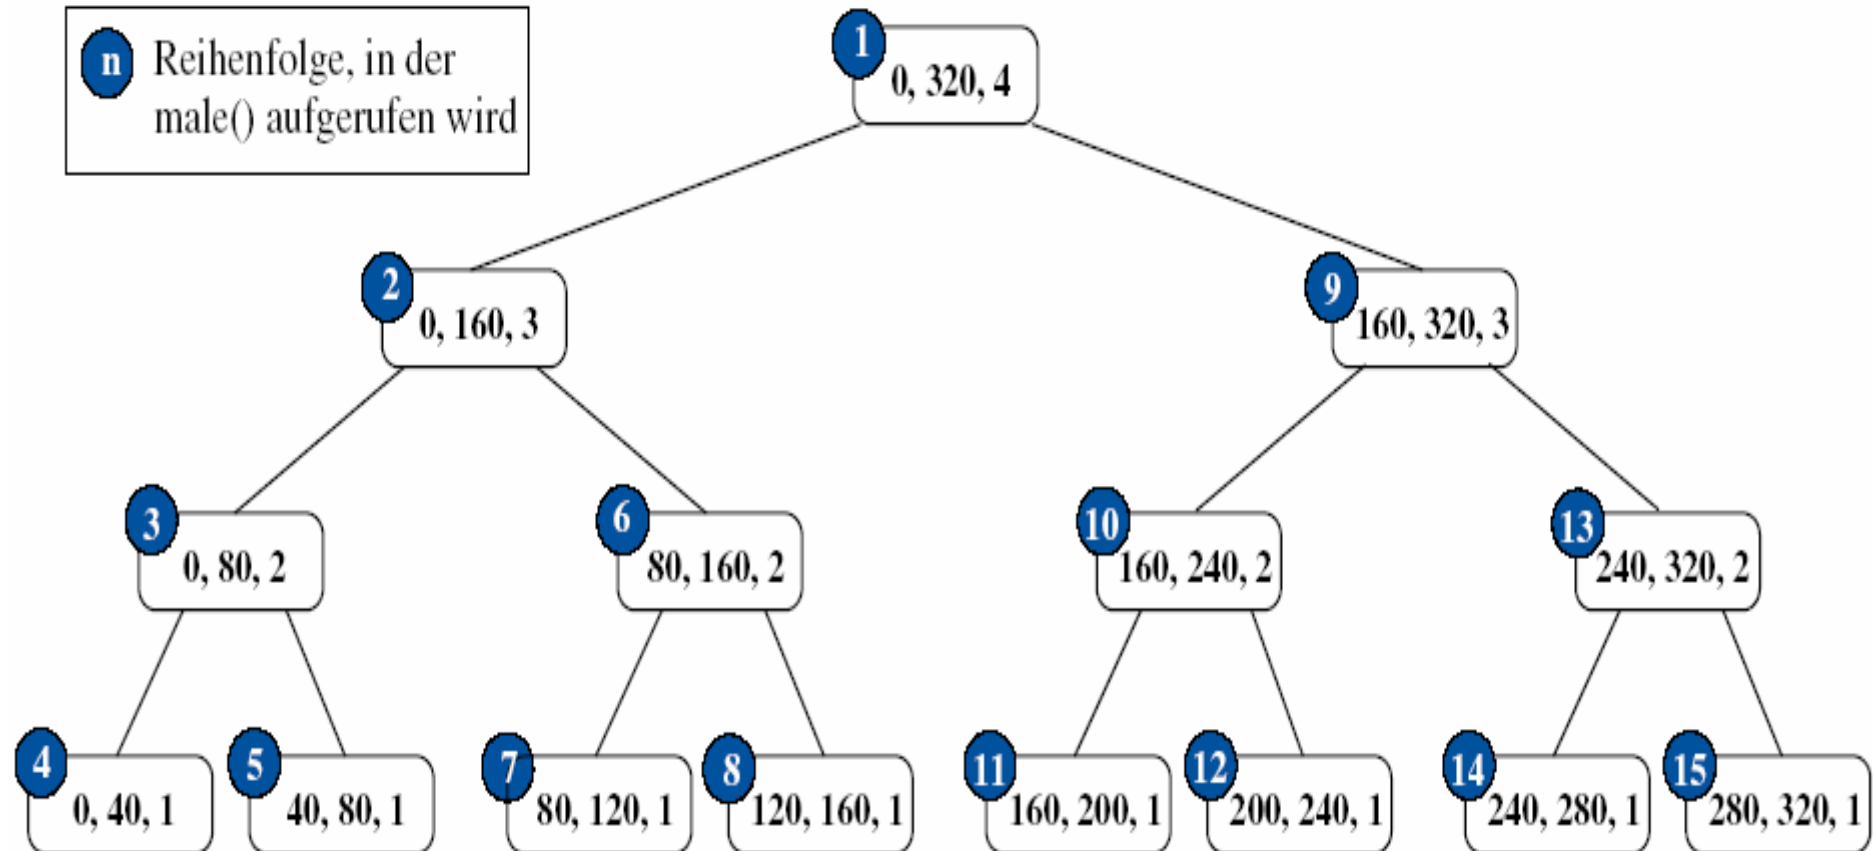 n Reihenfolge, in der
male() aufgerufen wird
1
0, 320, 4
2
0, 160, 3
9
160, 320, 3
3
0, 80, 2
6
80, 160, 2
10
160, 240, 2
13
240, 320, 2
4
0, 40, 1
5
40, 80, 1
7
80, 120, 1
8
120, 160, 1
11
160, 200, 1
12
200, 240, 1
14
240, 280, 1
15
280, 320, 1